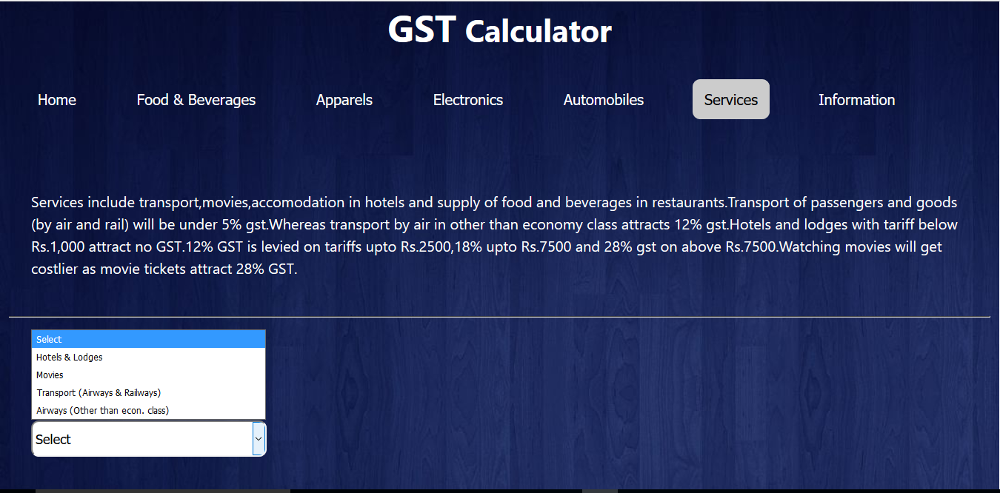 GST Calculator
Home Food & Beverages Apparels Electronics Automobiles Services Information
Services include transport,movies,accomodation in hotels and supply of food and beverages in restaurants.Transport of passengers and goods
(by air and rail) will be under 5% gst.Whereas transport by air in other than economy class attracts 12% gst.Hotels and lodges with tariff below
Rs.1,000 attract no GST.12% GST is levied on tariffs upto Rs.2500,18% upto Rs.7500 and 28% gst on above Rs.7500.Watching movies will get
costlier as movie tickets attract 28% GST.
Select
Hotels & Lodges
Movies
Transport (Airways & Railways)
Airways (Other than econ. class)
Select